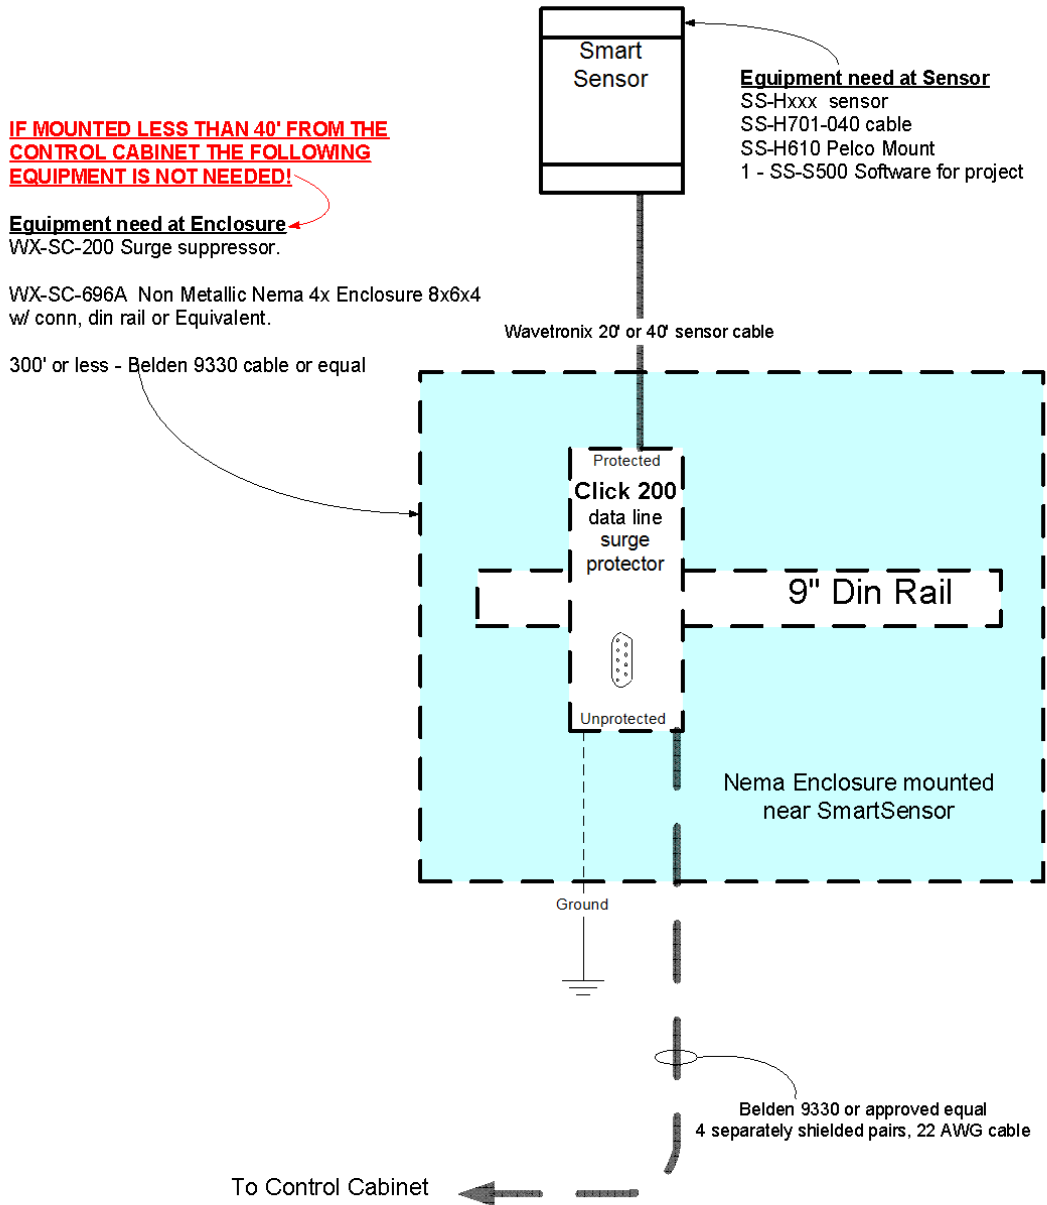 Smart
Sensor
Equipment need at Sensor
SS-Hxxx sensor
SS-H701-040 cable
SS-H610 Pelco Mount
1 - SS-S500 Software for project
IF MOUNTED LESS THAN 40' FROM THE
CONTROL CABINET THE FOLLOWING
EQUIPMENT IS NOT NEEDED!
Equipment need at Enclosure
WX-SC-200 Surge suppressor.
WX-SC-696A Non Metallic Nema 4x Enclosure 8x6x4
w/ conn, din rail or Equivalent.
300' or less - Belden 9330 cable or equal
Wavetronix 20' or 40' sensor cable
Protected
Click 200
data line
surge
protector
9" Din Rail
Unprotected
Nema Enclosure mounted
near SmartSensor
Ground
Belden 9330 or approved equal
4 separately shielded pairs, 22 AWG cable
To Control Cabinet